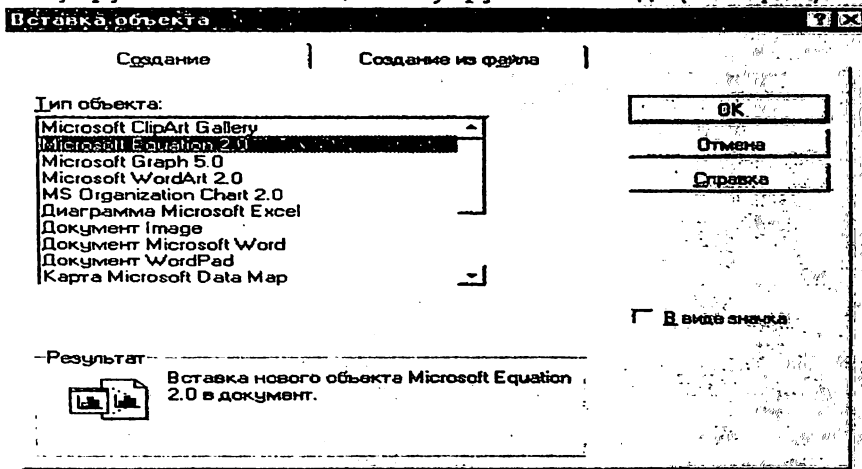 Вставка объекта
Создание
Создание из файла
Тип объекта:
Microsoft ClipArt Gallery
Microsoft Equation 2.0
Microsoft Graph 5.0
Microsoft WordArt 2.0
MS Organization Chart 2.0
Диаграмма Microsoft Excel
Документ Image
Документ Microsoft Word
Документ WordPad
Карта Microsoft Data Map
OK
Отмена
Справка
В виде значка
Результат
Вставка нового объекта Microsoft Equation
2.0 в документ.